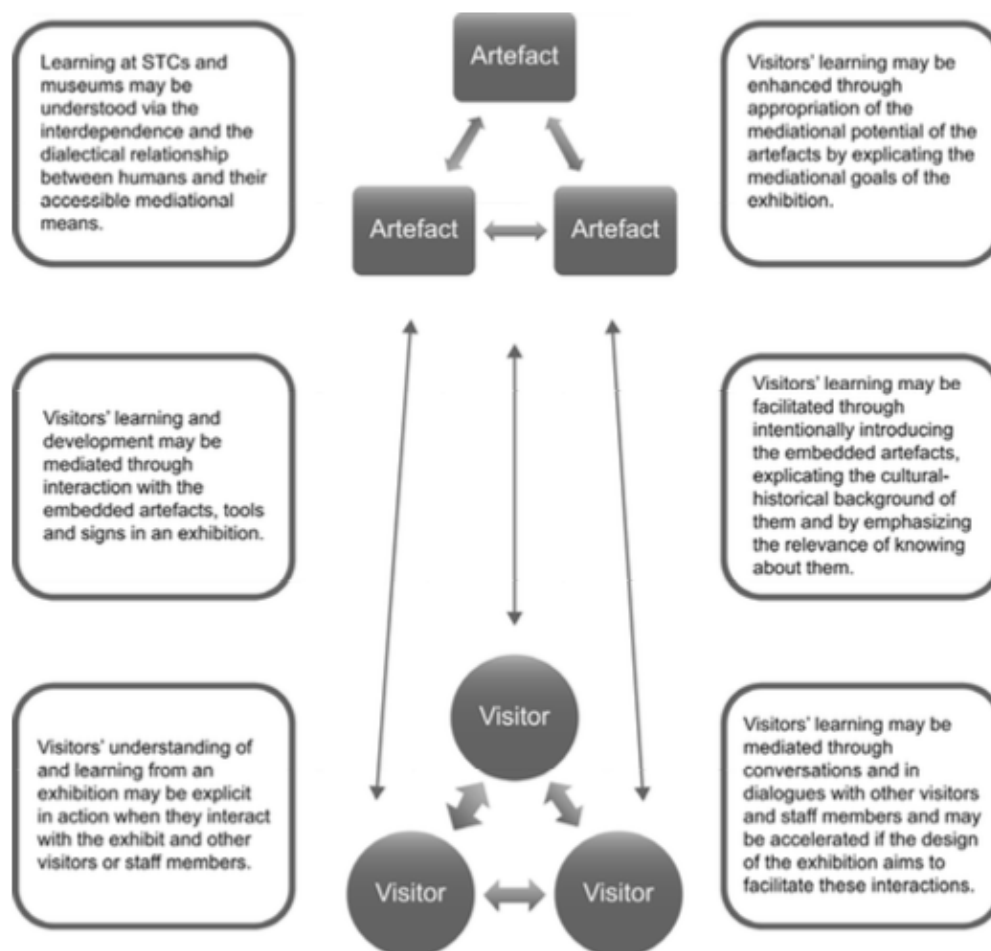 Artefact
Learning at STCs and
museums may be
understood via the
interdependence and the
dialectical relationship
between humans and their
accessible mediational
means.
Visitors' learning may be
enhanced through
appropriation of the
mediational potential of the
artefacts by explicating the
mediational goals of the
exhibition.
Artefact
Artefact
Visitors' learning and
development may be
mediated through
interaction with the
embedded artefacts, tools
and signs in an exhibition.
Visitors' learning may be
facilitated through
intentionally introducing
the embedded artefacts,
explicating the cultural-
historical background of
them and by emphasizing
the relevance of knowing
about them.
Visitor
Visitors' understanding of
and learning from an
exhibition may be explicit
in action when they interact
with the exhibit and other
visitors or staff members.
Visitors' learning may be
mediated through
conversations and in
dialogues with other visitors
and staff members and may
be accelerated if the design
of the exhibition aims to
facilitate these interactions.
Visitor
Visitor